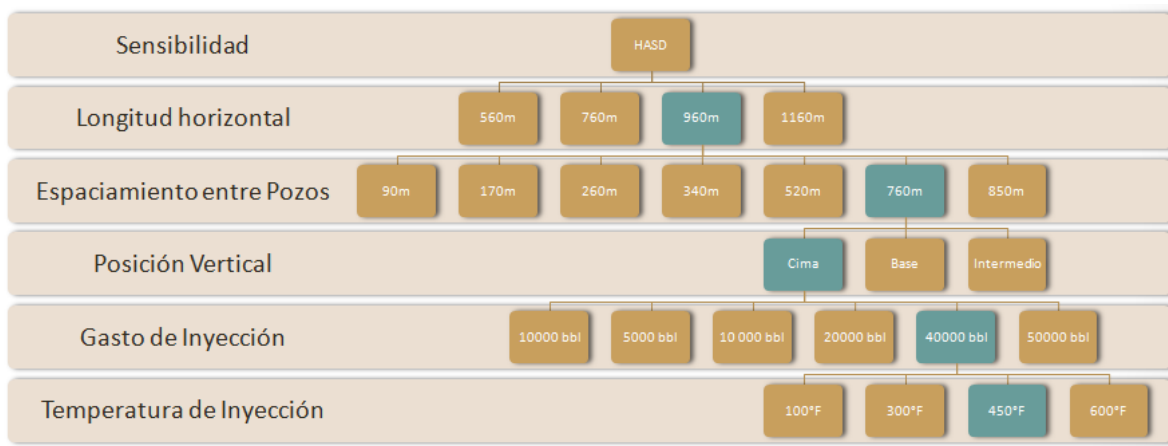 Sensibilidad
HASD
Longitud horizontal
560m
760m
960m
1160m
Espaciamiento entre Pozos
90m
170m
260m
340m
520m
760m
850m
Posición Vertical
Cima
Base
Intermedio
Gasto de Inyección
10000 bbl
5000 bbl
10 000 bbl
20000 bbl
40000 bbl
50000 bbl
Temperatura de Inyección
100°F
300°F
450°F
600°F